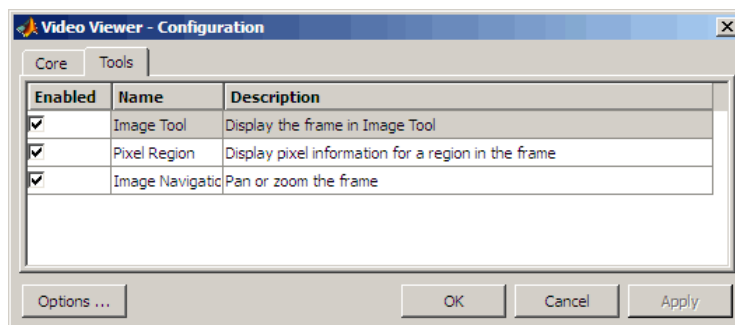 Video Viewer - Configuration
Core Tools
Enabled Name Description
Image Tool Display the frame in Image Tool
Pixel Region Display pixel information for a region in the frame
Image Navigatic Pan or zoom the frame
Options ... OK Cancel Apply